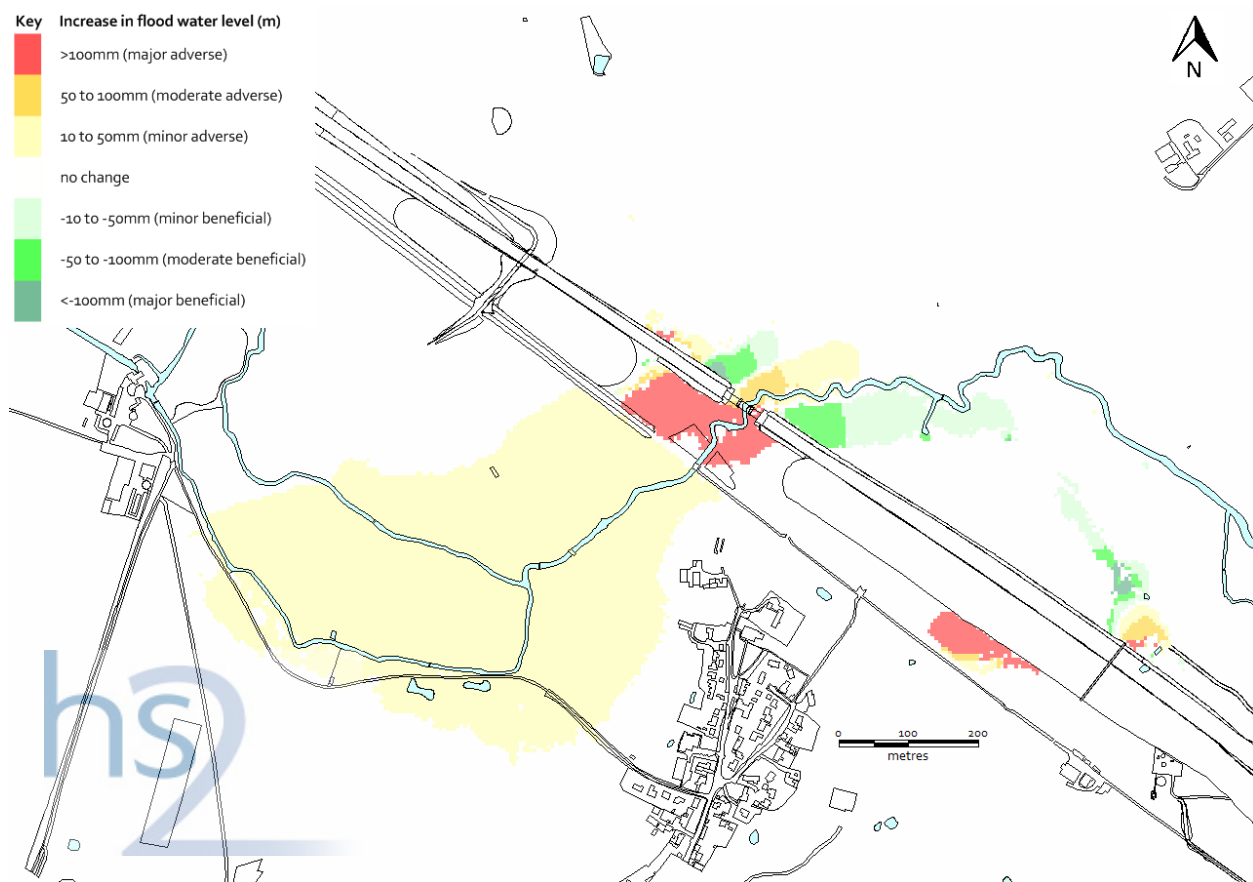 Key Increase in flood water level (m)
>100mm (major adverse)
50 to 100mm (moderate adverse)
10 to 50mm (minor adverse)
no change
-10 to -50mm (minor beneficial)
-50 to -100mm (moderate beneficial)
<-100mm (major beneficial)
N
0 100 200
metres
hs2